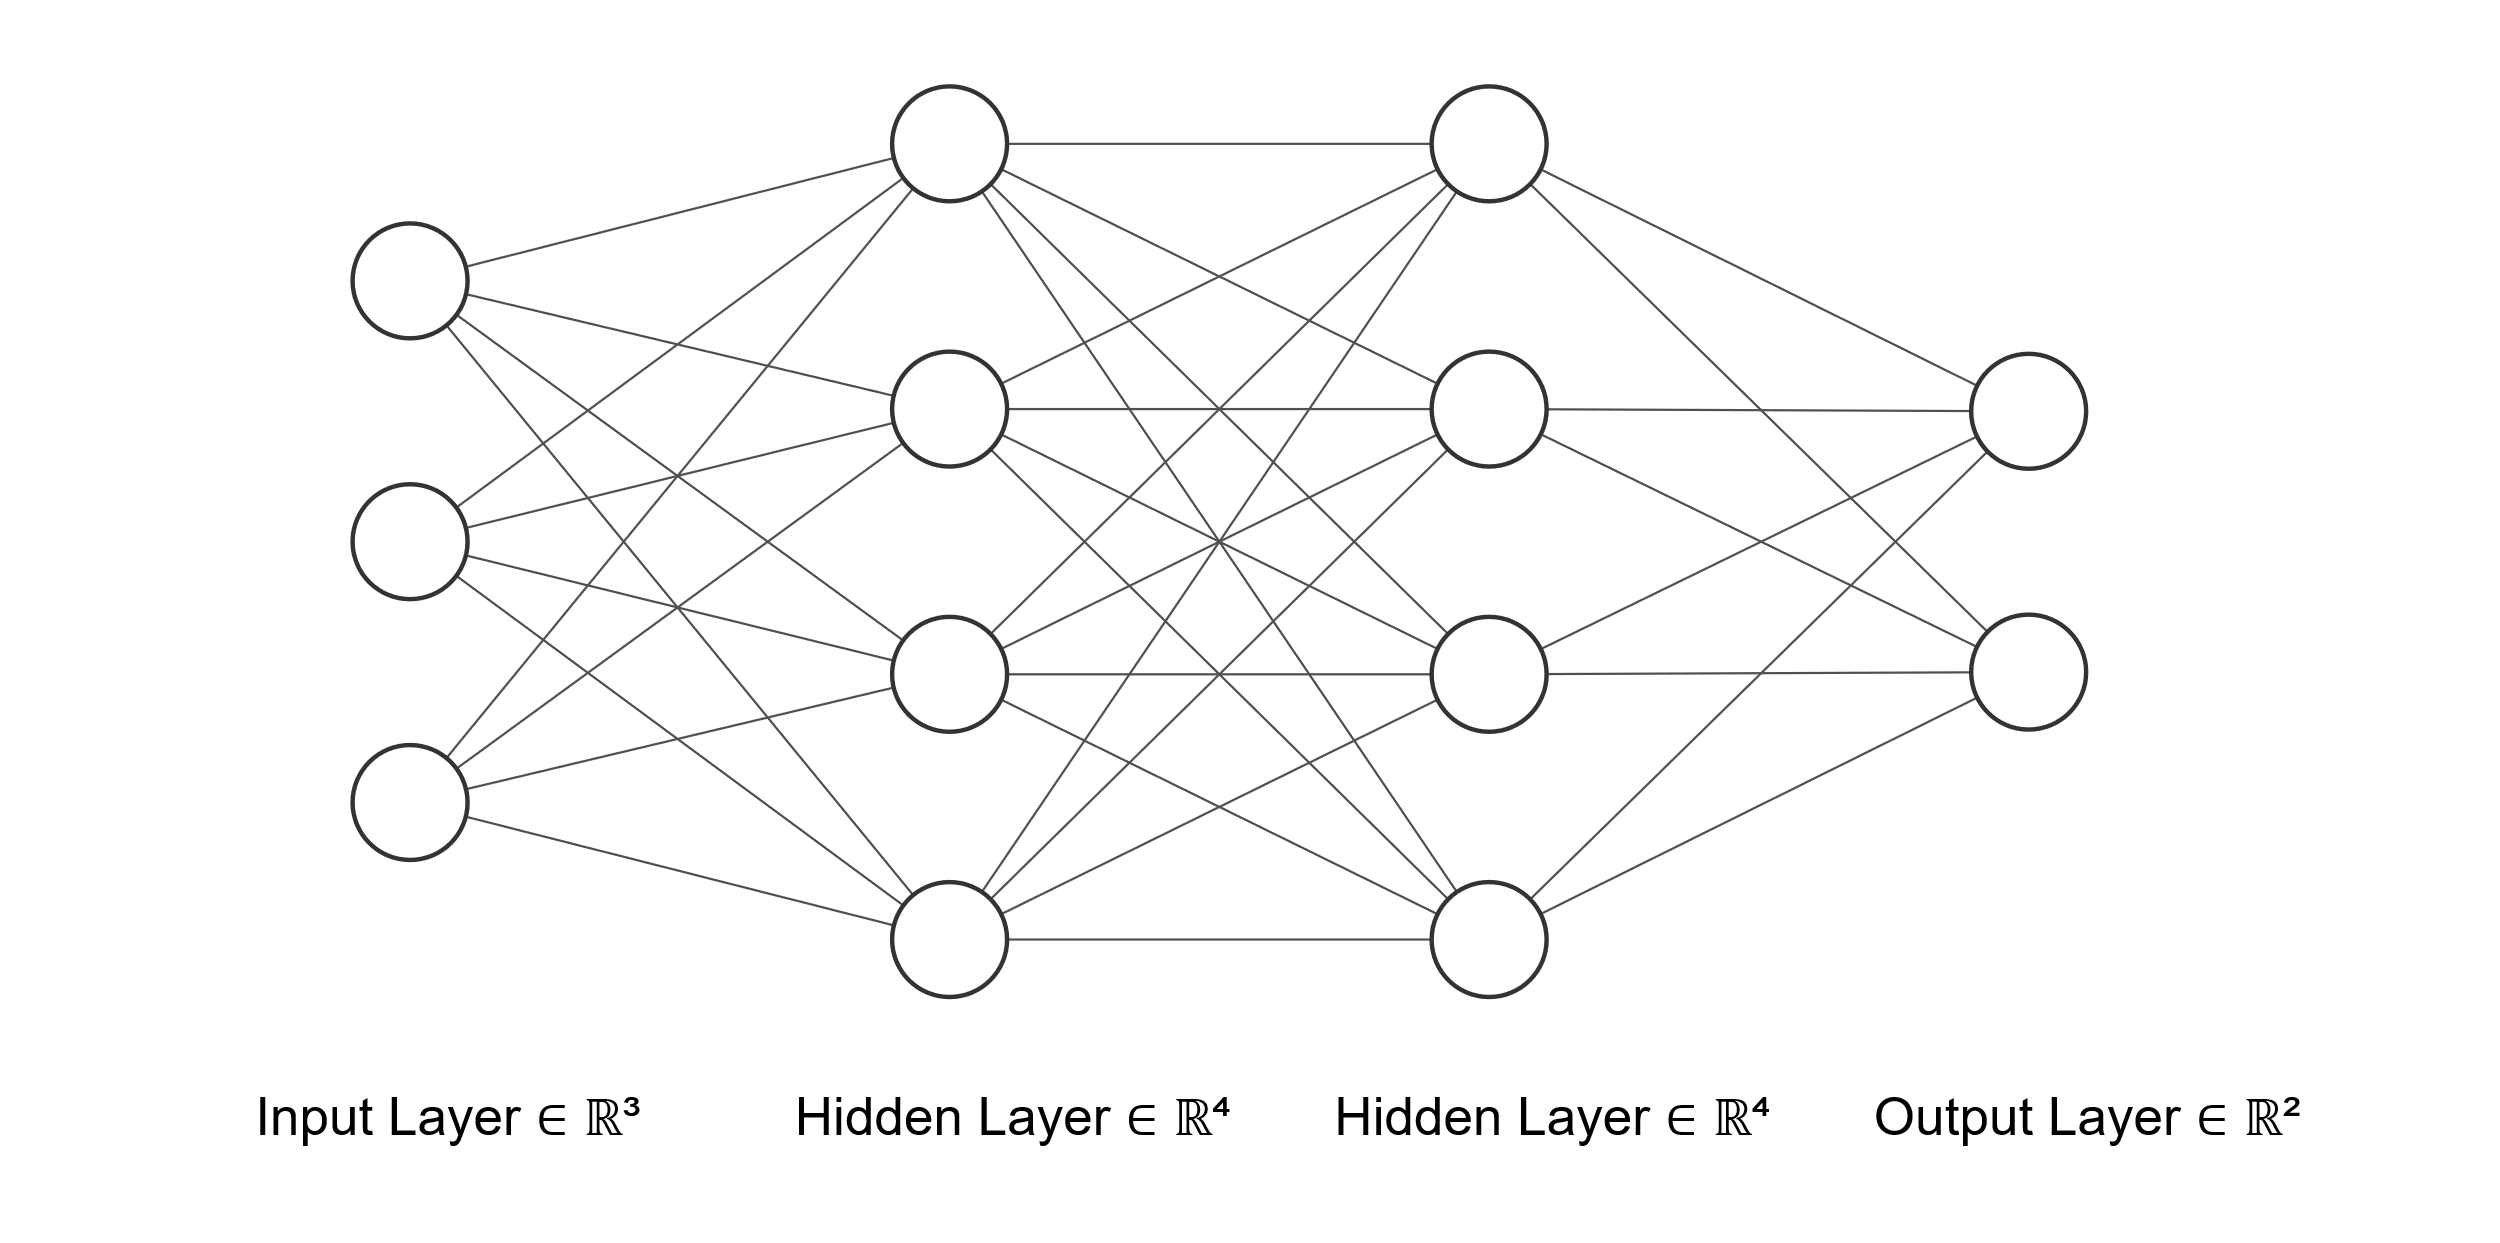 Input Layer ∈ ℝ³
Hidden Layer ∈ ℝ⁴
Hidden Layer ∈ ℝ⁴
Output Layer ∈ ℝ²